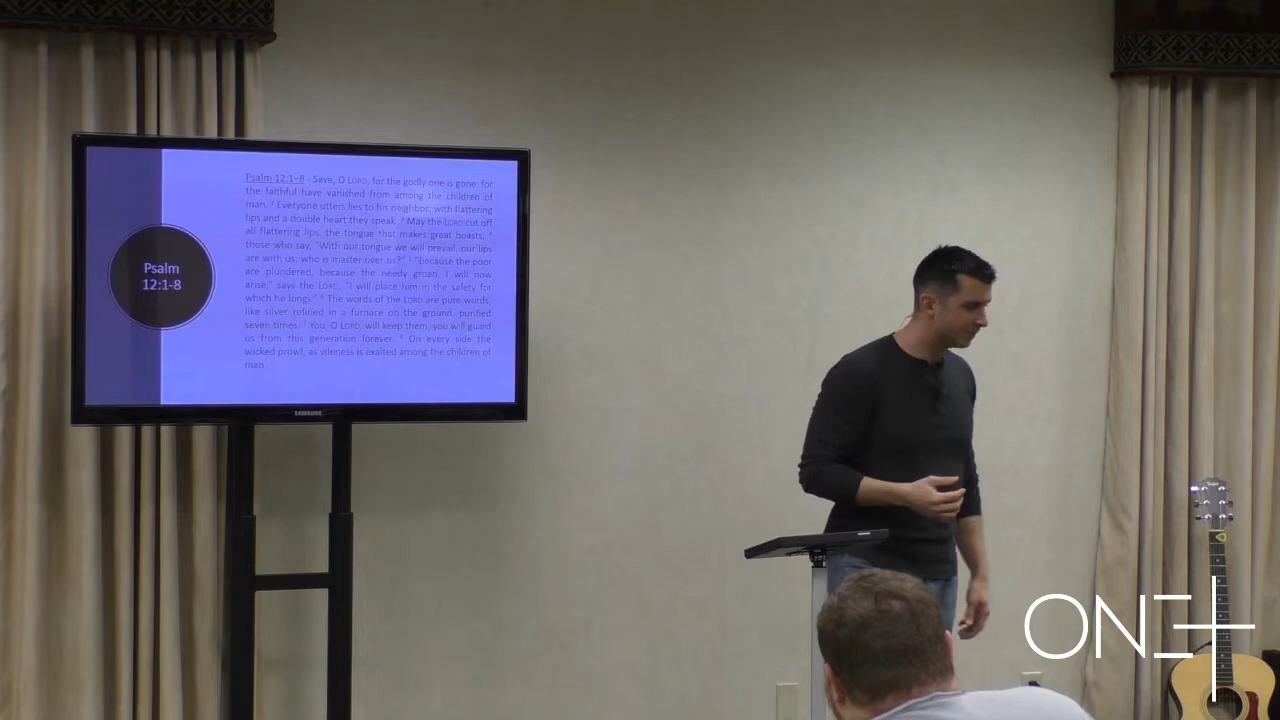 Psalm 12:1–8 - Save, O LORD, for the godly one is gone; for
the faithful have vanished from among the children of
man. 2 Everyone utters lies to his neighbor; with flattering
lips and a double heart they speak. 3 May the LORD cut off
all flattering lips, the tongue that makes great boasts, 4
those who say, "With our tongue we will prevail, our lips
are with us; who is master over us?" 5 "Because the poor
are plundered, because the needy groan, I will now
arise," says the LORD; "I will place him in the safety for
which he longs." 6 The words of the LORD are pure words,
like silver refined in a furnace on the ground, purified
seven times. 7 You, O LORD, will keep them; you will guard
us from this generation forever. 8 On every side the
wicked prowl, as vileness is exalted among the children of
man.
Psalm
12:1-8
SAMSUNG
ONE